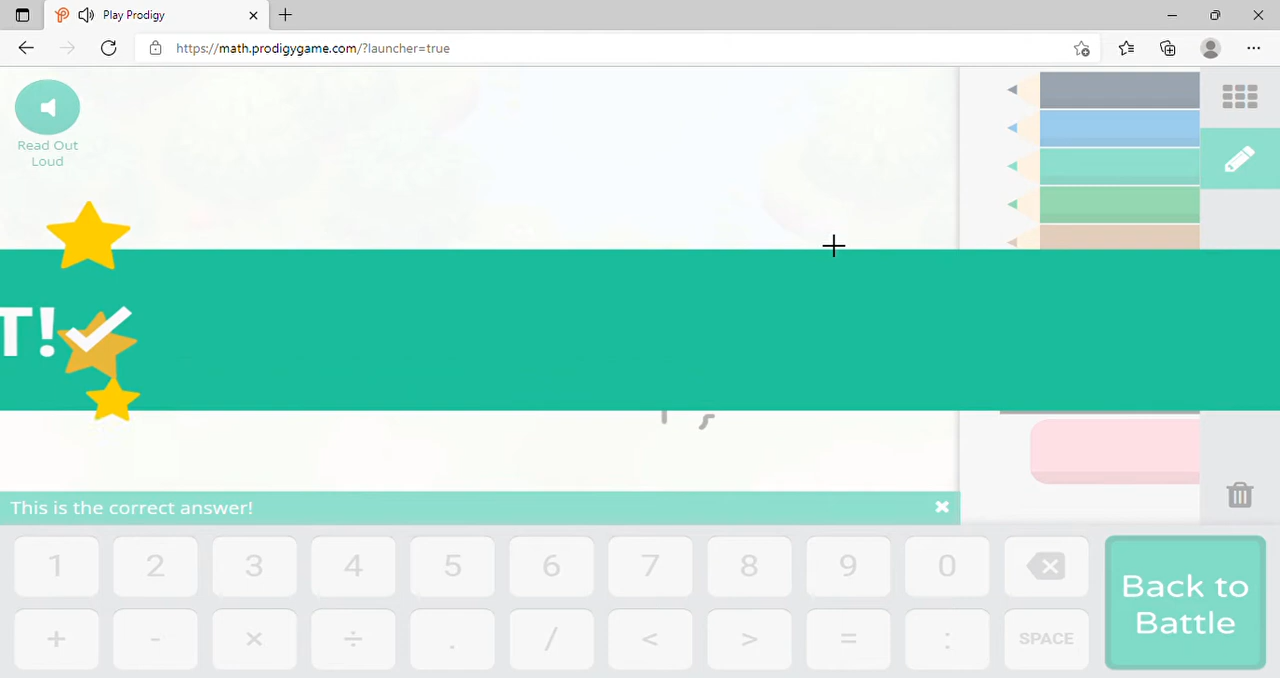 Play Prodigy
https://math.prodigygame.com/?launcher=true
Read Out
Loud
T!
This is the correct answer!
1 2 3 4 5 6 7 8 9 0
+ - × ÷ . / < > = : SPACE
Back to
Battle